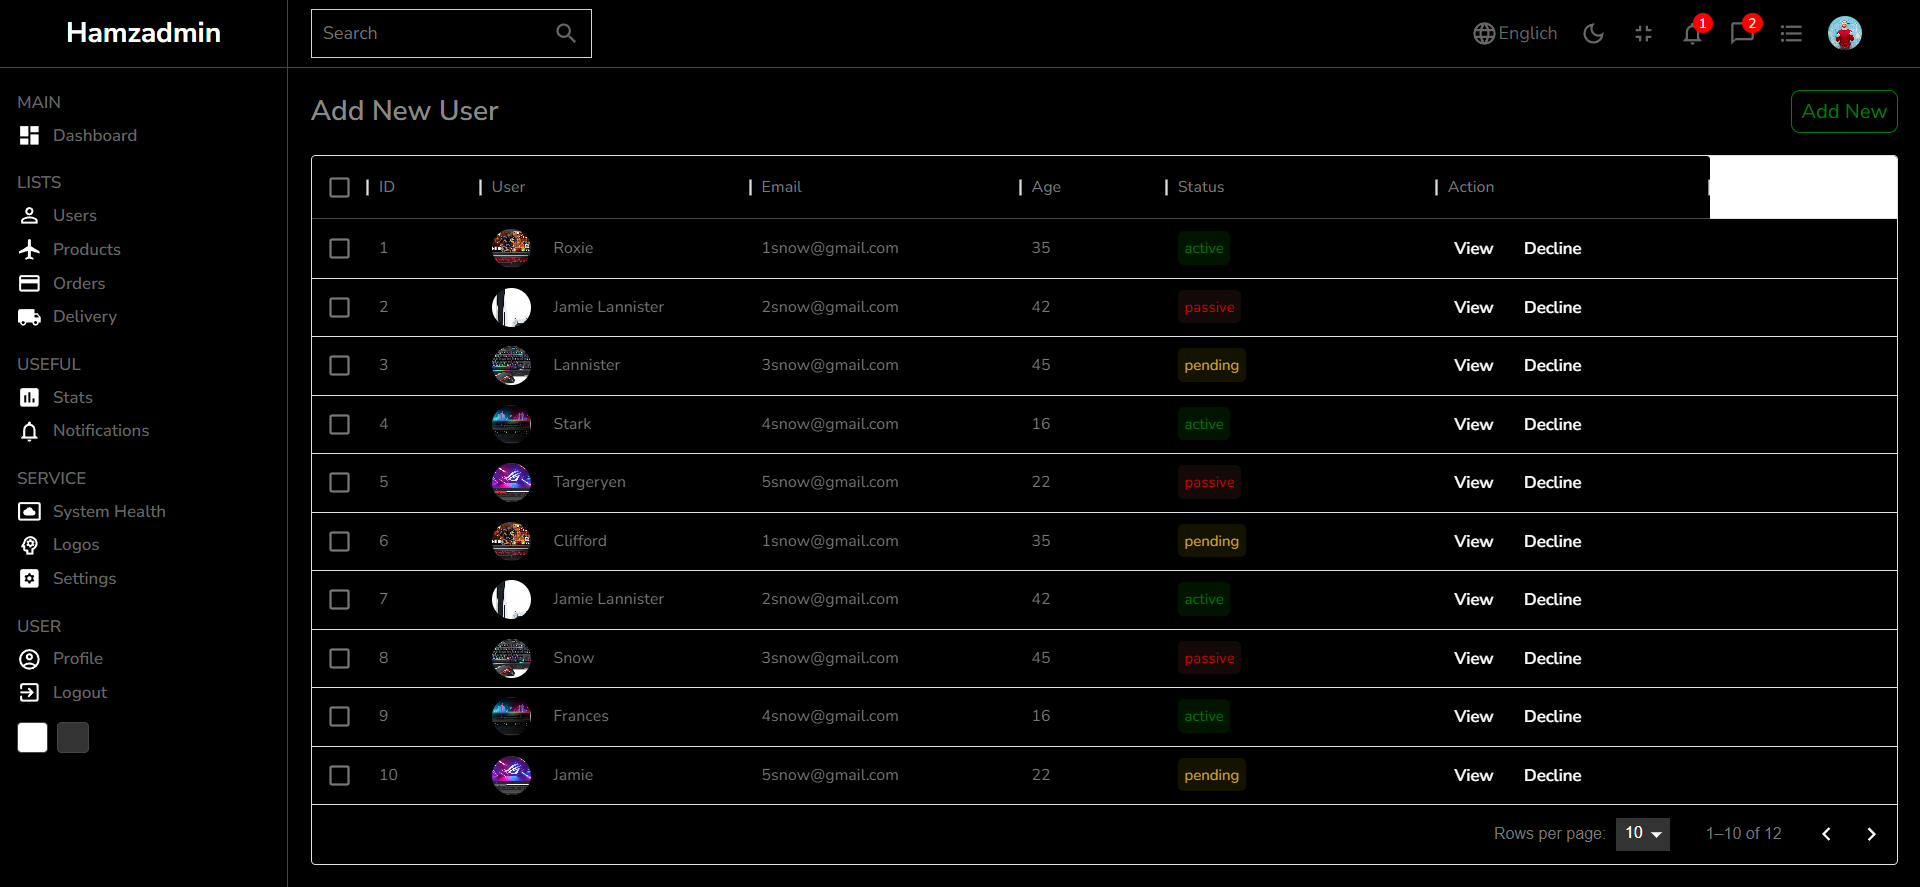 Hamzadmin
Search
English
1
2
MAIN
Dashboard
LISTS
Users
Products
Orders
Delivery
USEFUL
Stats
Notifications
SERVICE
System Health
Logos
Settings
USER
Profile
Logout
Add New User
Add New
ID User Email Age Status Action
1 Roxie 1snow@gmail.com 35 active View Decline
2 Jamie Lannister 2snow@gmail.com 42 passive View Decline
3 Lannister 3snow@gmail.com 45 pending View Decline
4 Stark 4snow@gmail.com 16 active View Decline
5 Targeryen 5snow@gmail.com 22 passive View Decline
6 Clifford 1snow@gmail.com 35 pending View Decline
7 Jamie Lannister 2snow@gmail.com 42 active View Decline
8 Snow 3snow@gmail.com 45 passive View Decline
9 Frances 4snow@gmail.com 16 active View Decline
10 Jamie 5snow@gmail.com 22 pending View Decline
Rows per page: 10 1–10 of 12